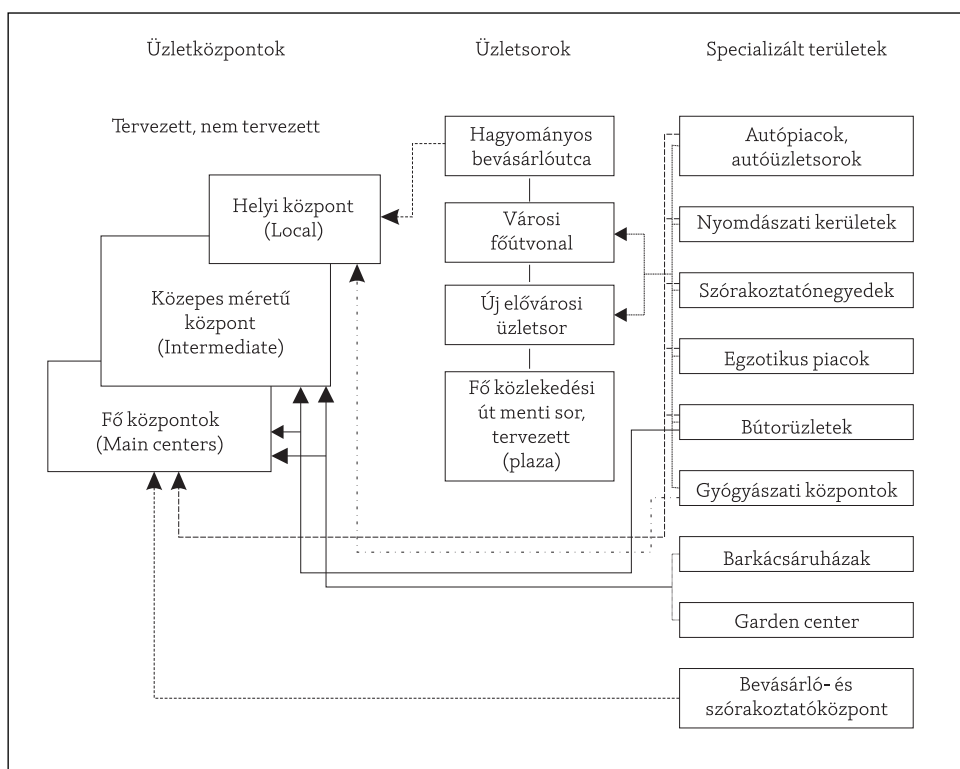 Üzletközpontok
Üzletsorok
Specializált területek
Tervezett, nem tervezett
Helyi központ
(Local)
Közepes méretű
központ
(Intermediate)
Fő központok
(Main centers)
Hagyományos
bevásárlóutca
Városi
főútvonal
Új elővárosi
üzletsor
Fő közlekedési
út menti sor,
tervezett
(plaza)
Autópiacok,
autóüzletsorok
Nyomdászati kerületek
Szórakoztatónegyedek
Egzotikus piacok
Bútorüzletek
Gyógyászati központok
Barkácsáruházak
Garden center
Bevásárló- és
szórakoztatóközpont